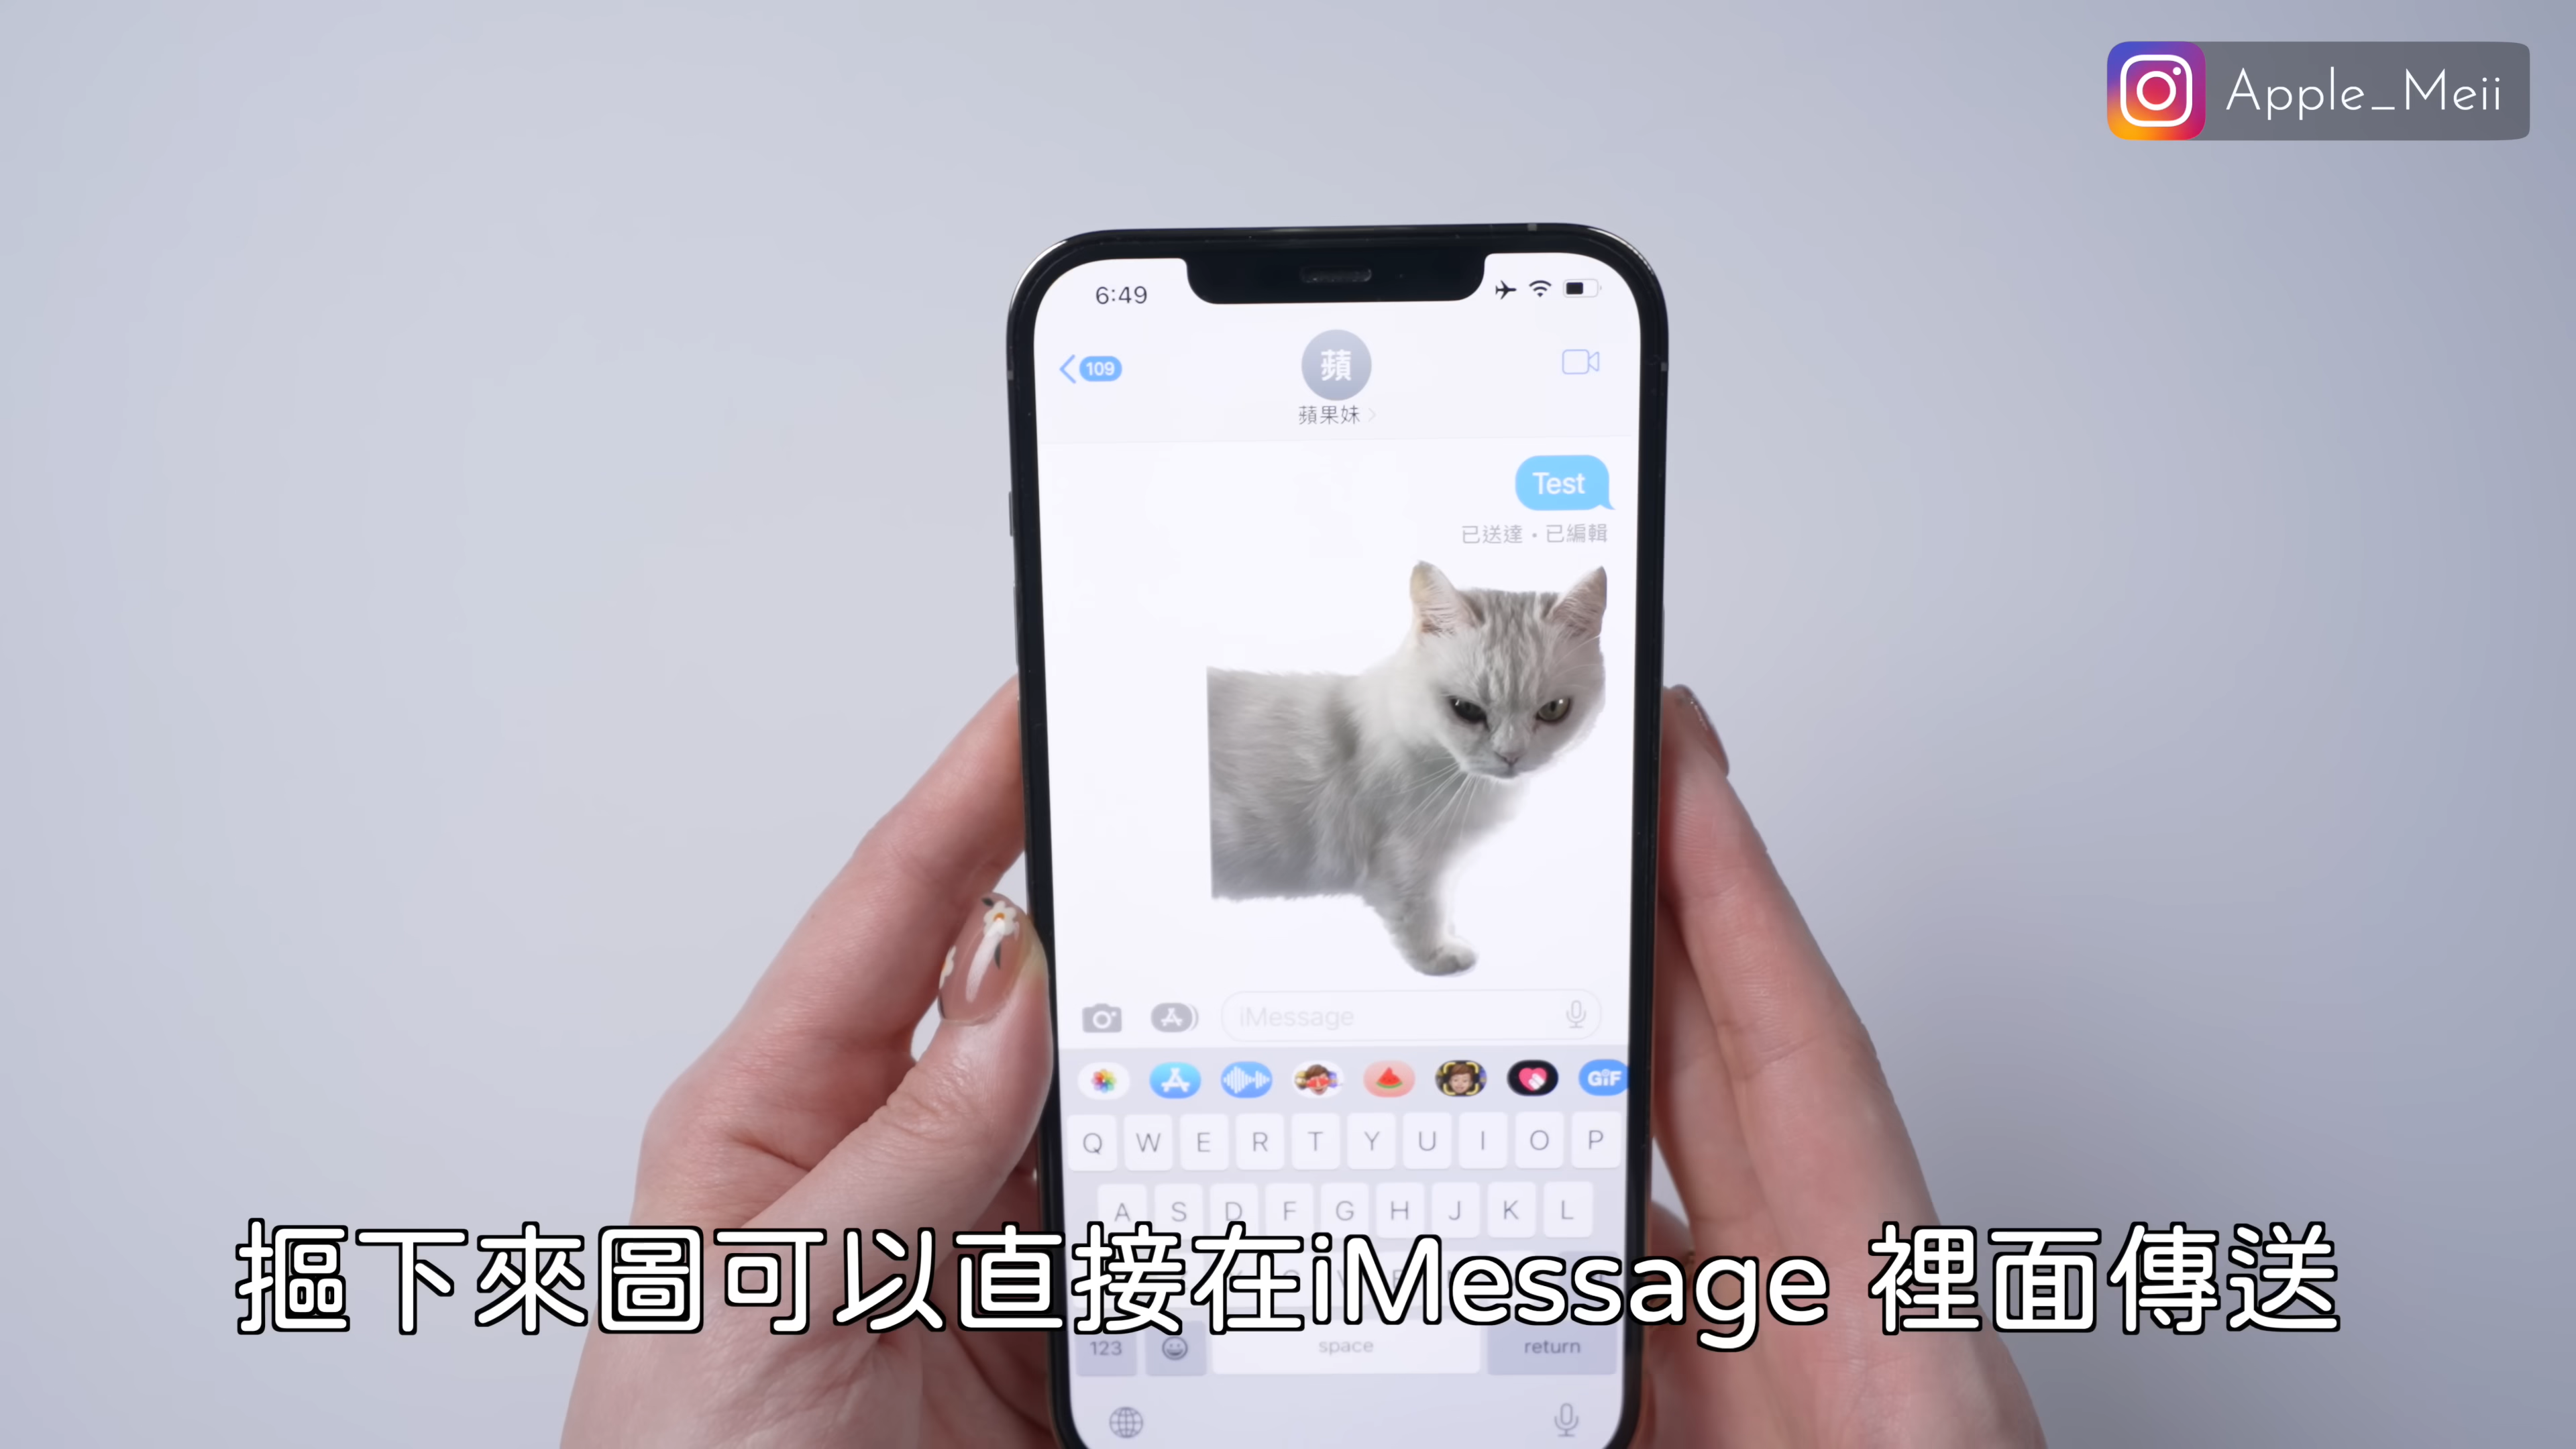 Apple_Meii
6:49
109
蘋
蘋果妹
Test
已送達・已編輯
iMessage
GIF
Q W E R T Y U I O P
A S D F G H J K L
摳下來圖可以直接在iMessage 裡面傳送
123
space
return